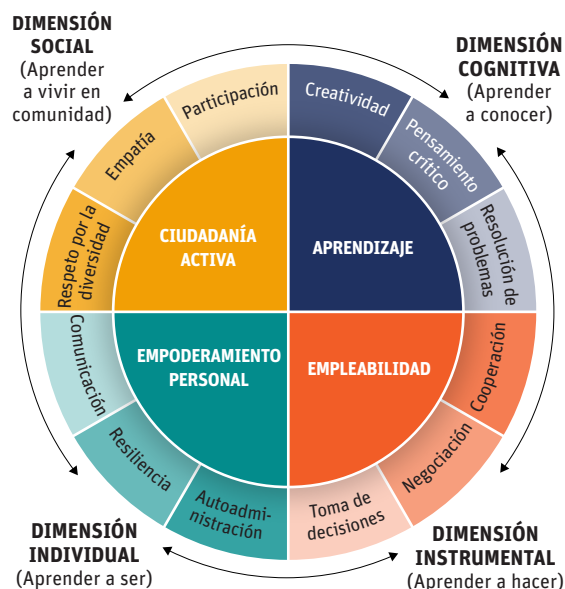 DIMENSIÓN
SOCIAL
(Aprender
a vivir en
comunidad)
DIMENSIÓN
COGNITIVA
(Aprender
a conocer)
Participación
Creatividad
Empatía
Pensamiento
crítico
Respeto por la
diversidad
Resolución de
problemas
CIUDADANÍA
ACTIVA
APRENDIZAJE
EMPODERAMIENTO
PERSONAL
EMPLEABILIDAD
Comunicación
Cooperación
Resiliencia
Negociación
Autoadmi-
nistración
Toma de
decisiones
DIMENSIÓN
INDIVIDUAL
(Aprender a ser)
DIMENSIÓN
INSTRUMENTAL
(Aprender a hacer)